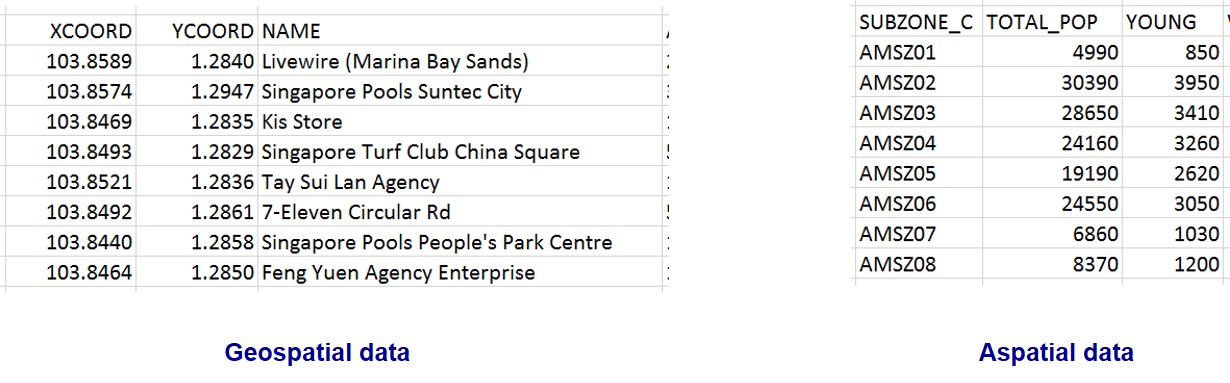 XCOORD YCOORD NAME
103.8589 1.2840 Livewire (Marina Bay Sands)
103.8574 1.2947 Singapore Pools Suntec City
103.8469 1.2835 Kis Store
103.8493 1.2829 Singapore Turf Club China Square
103.8521 1.2836 Tay Sui Lan Agency
103.8492 1.2861 7-Eleven Circular Rd
103.8440 1.2858 Singapore Pools People's Park Centre
103.8464 1.2850 Feng Yuen Agency Enterprise
Geospatial data
SUBZONE_C TOTAL_POP YOUNG
AMSZ01 4990 850
AMSZ02 30390 3950
AMSZ03 28650 3410
AMSZ04 24160 3260
AMSZ05 19190 2620
AMSZ06 24550 3050
AMSZ07 6860 1030
AMSZ08 8370 1200
Aspatial data